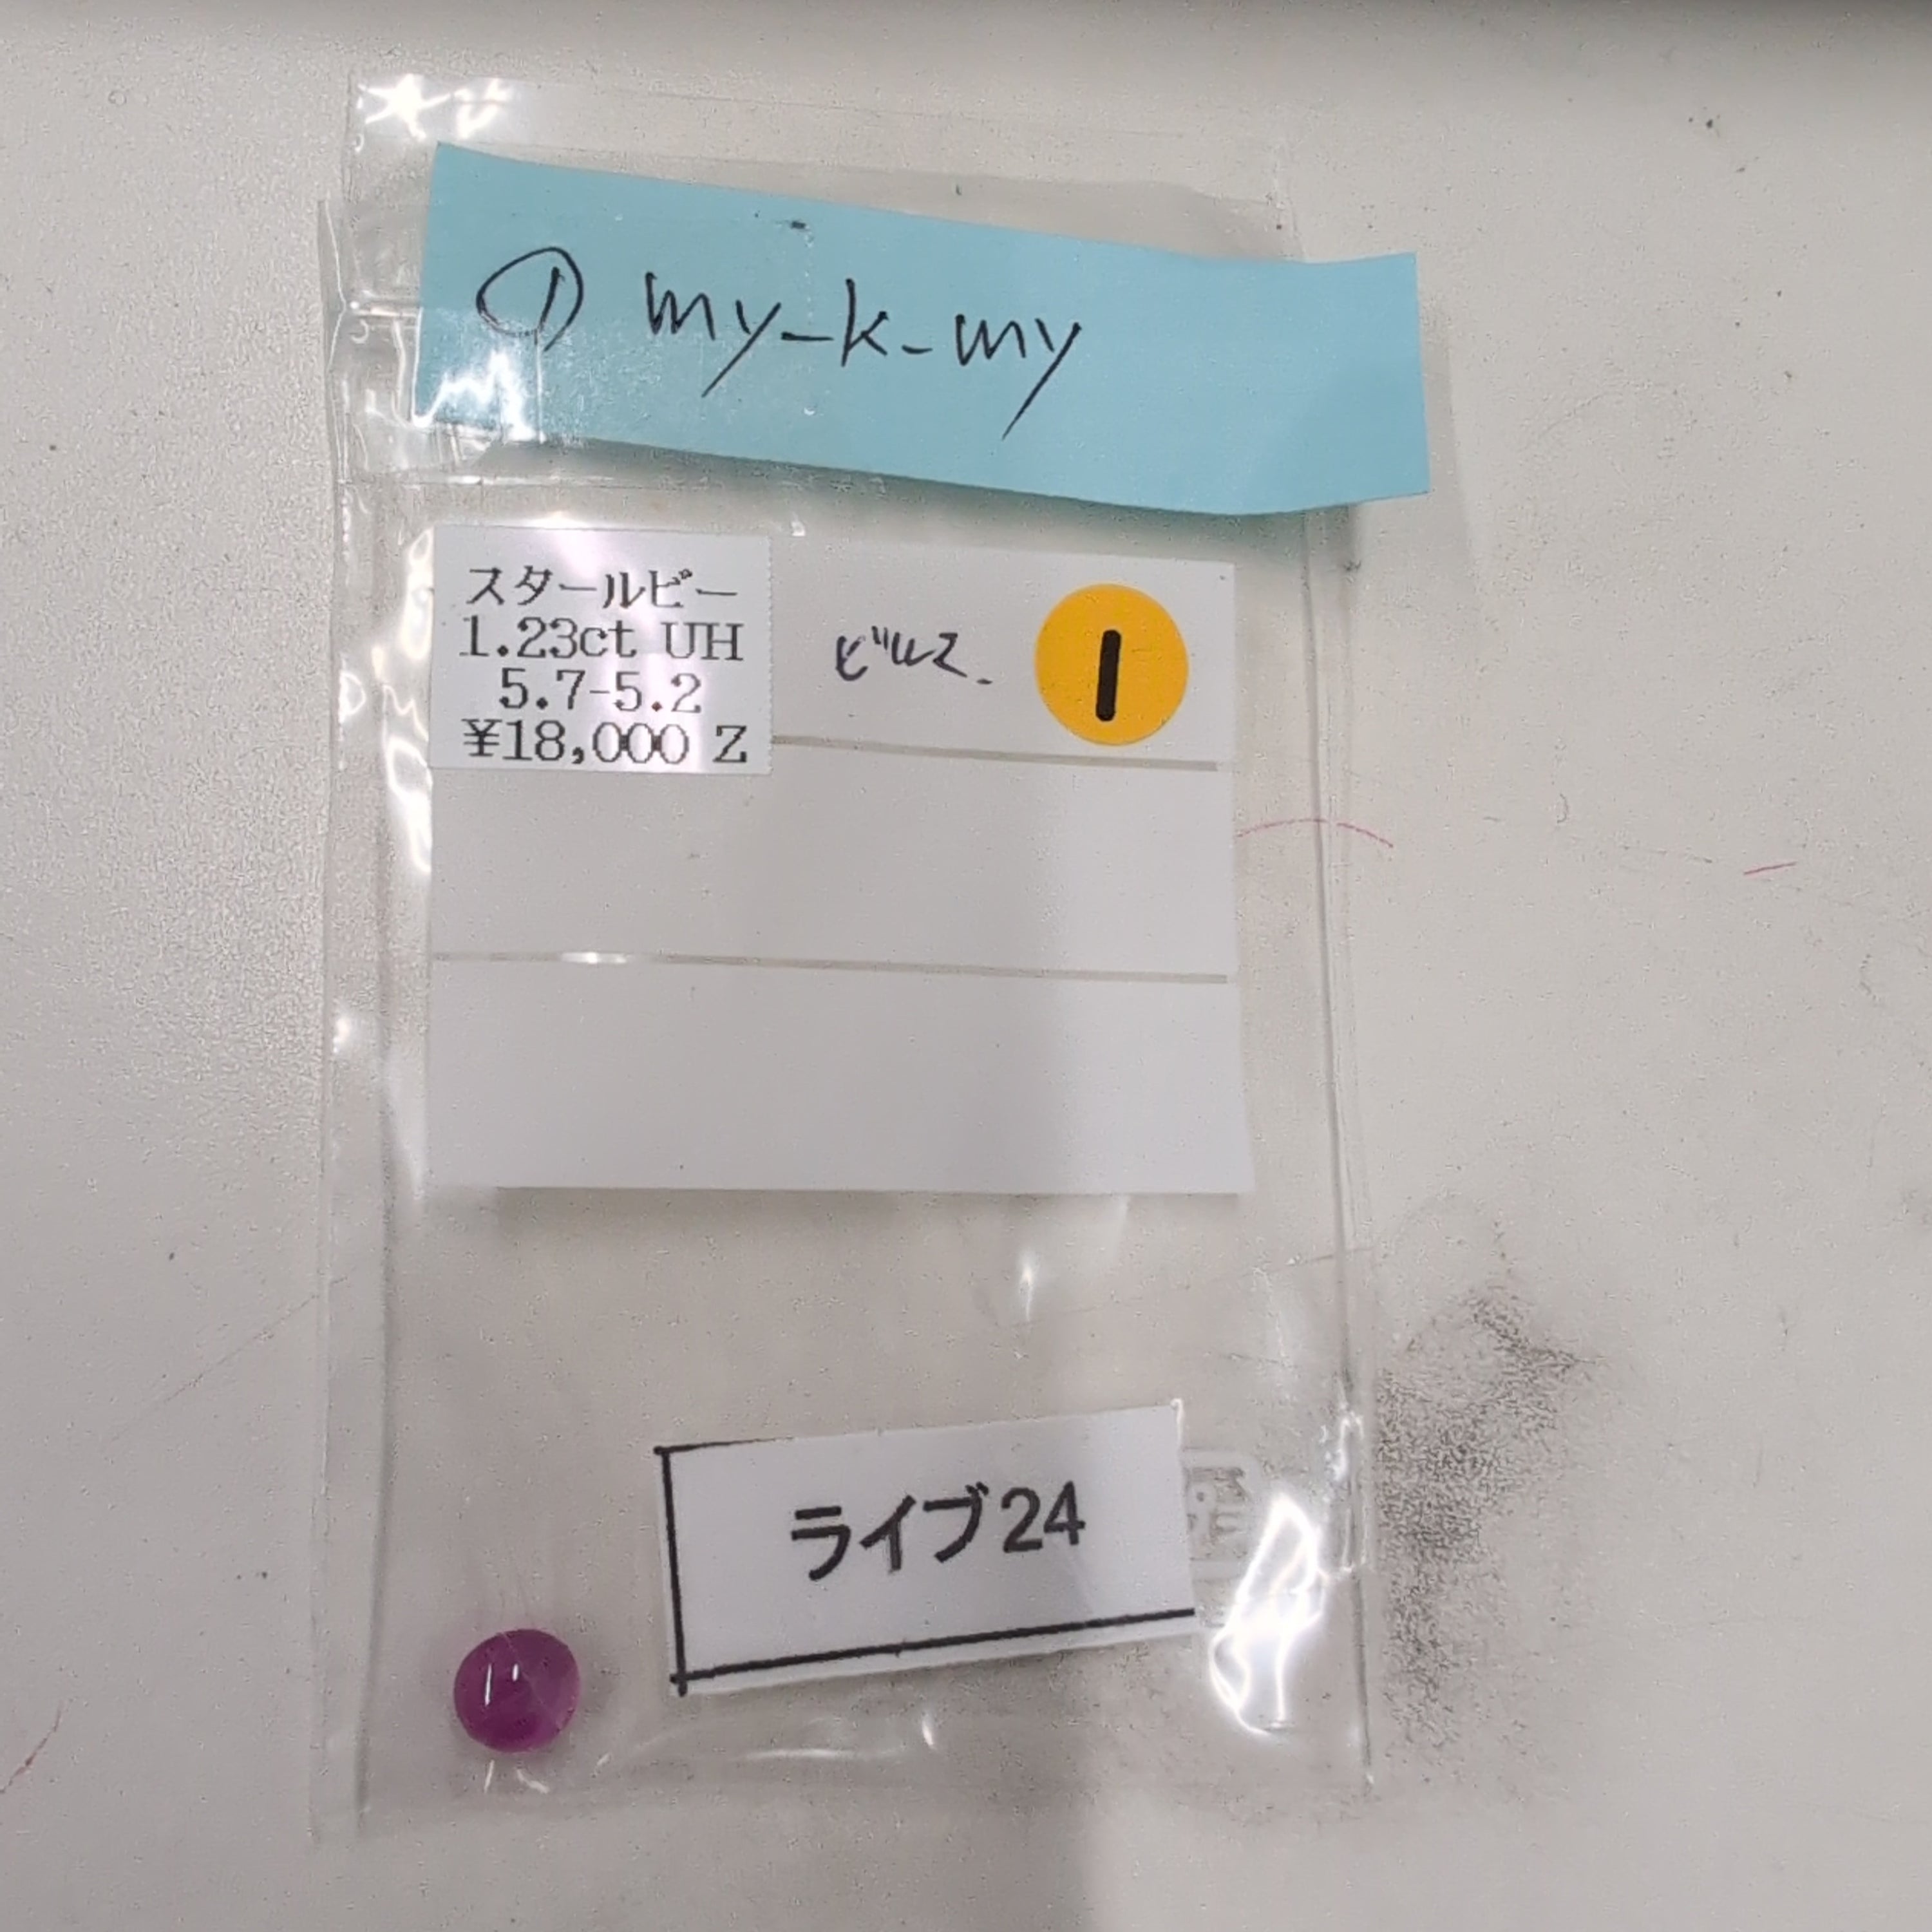 ① my-k-my
スタールビー
1.23ct UH
5.7-5.2
¥18,000 Z
ビルマ
1
ライブ24